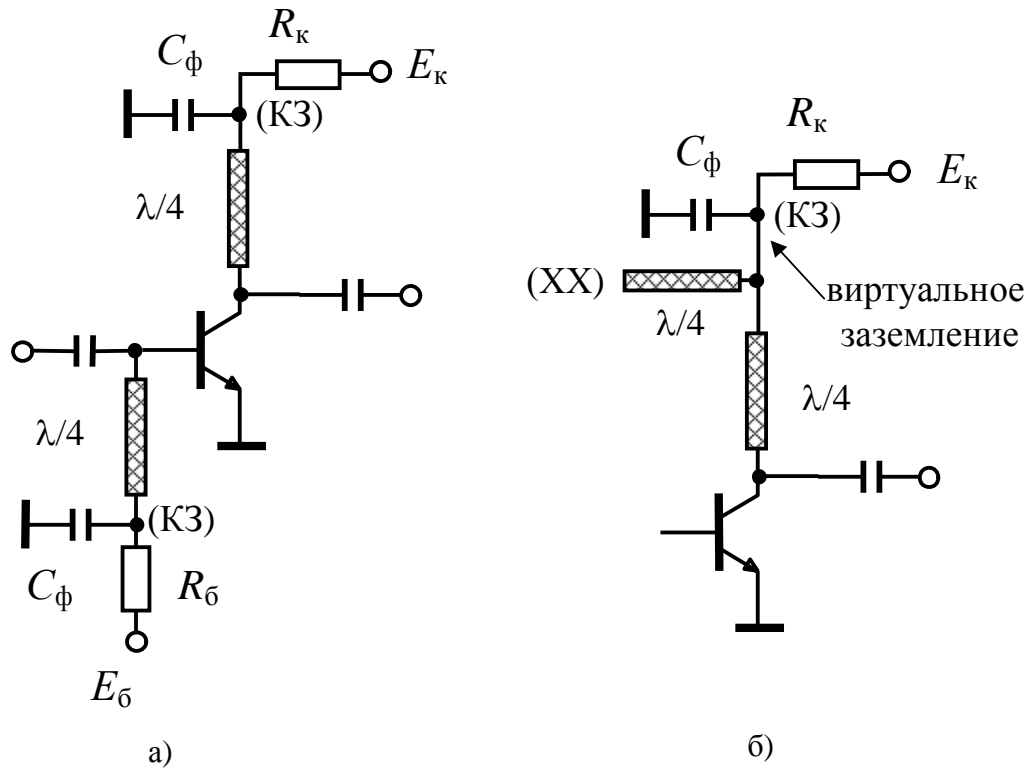 Rк
Cф
Eк
(КЗ)
λ/4
λ/4
(КЗ)
Cф
Rб
Eб
а)
Rк
Cф
Eк
(КЗ)
(ХХ)
виртуальное
заземление
λ/4
λ/4
б)